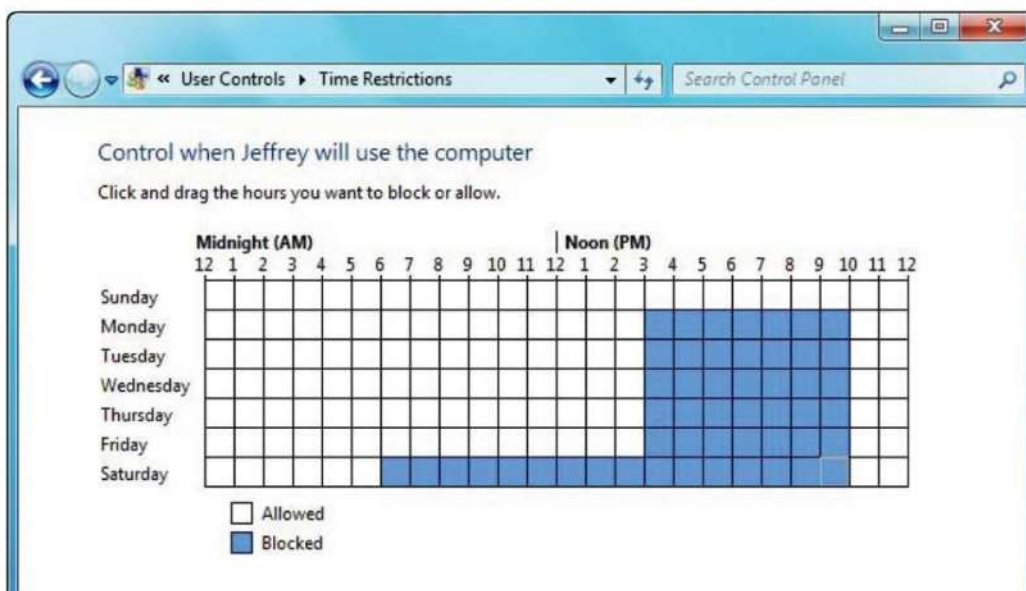 « User Controls ▸ Time Restrictions Search Control Panel
Control when Jeffrey will use the computer
Click and drag the hours you want to block or allow.
Midnight (AM) Noon (PM)
12 1 2 3 4 5 6 7 8 9 10 11 12 1 2 3 4 5 6 7 8 9 10 11 12
Sunday
Monday
Tuesday
Wednesday
Thursday
Friday
Saturday
Allowed
Blocked